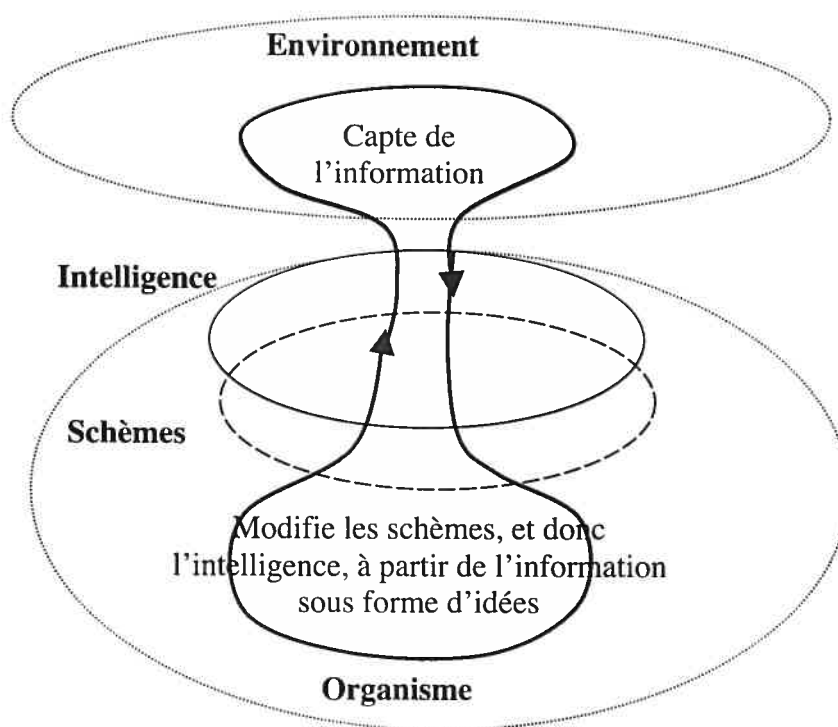 Environnement
Capte de
l'information
Intelligence
Schèmes
Modifie les schèmes, et donc
l'intelligence, à partir de l'information
sous forme d'idées
Organisme